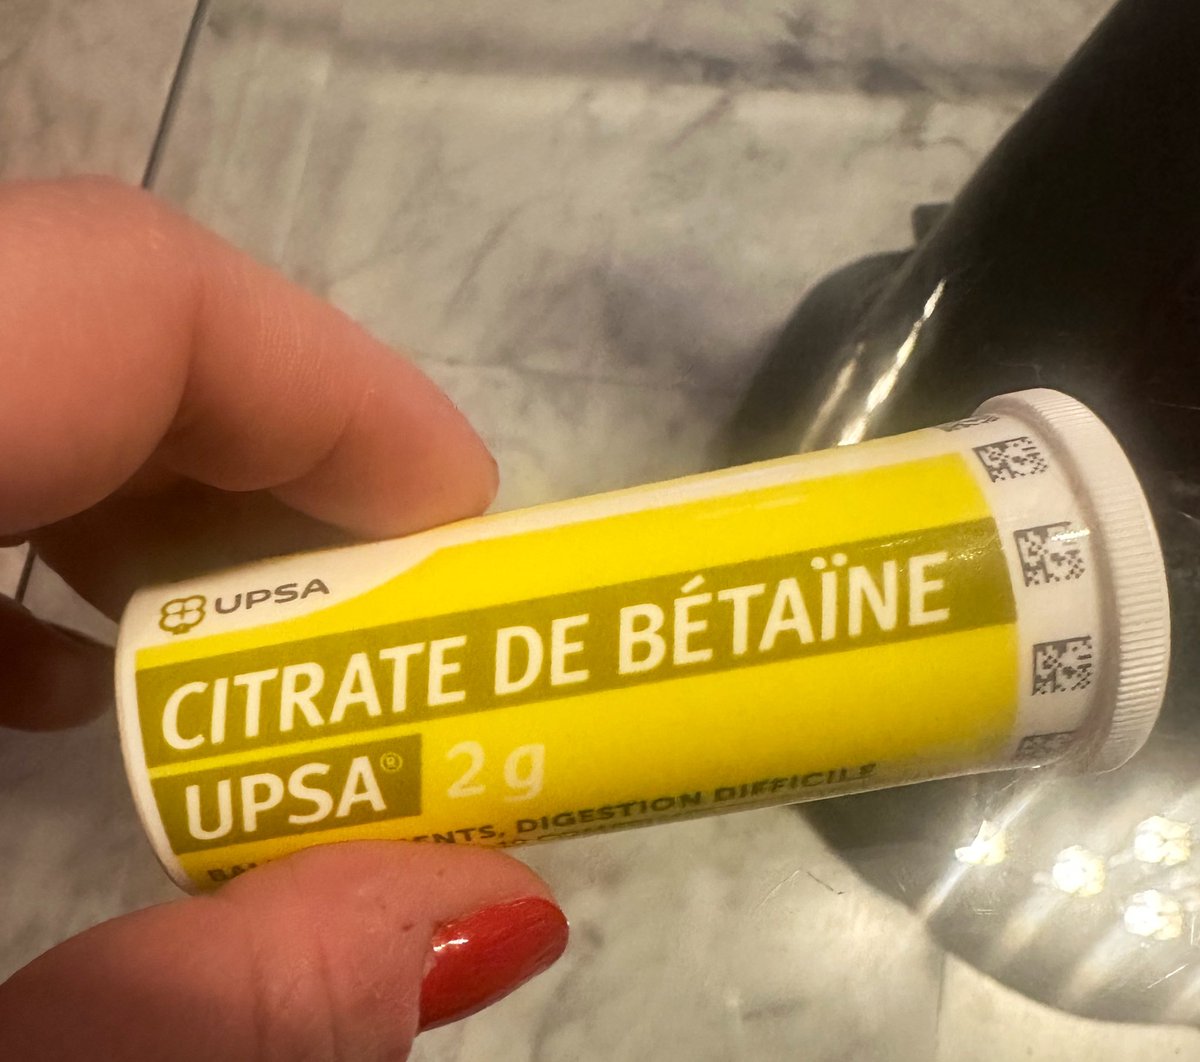 UPSA
CITRATE DE BÉTAÏNE
UPSA® 2 g
DIGESTION DIFFICILE